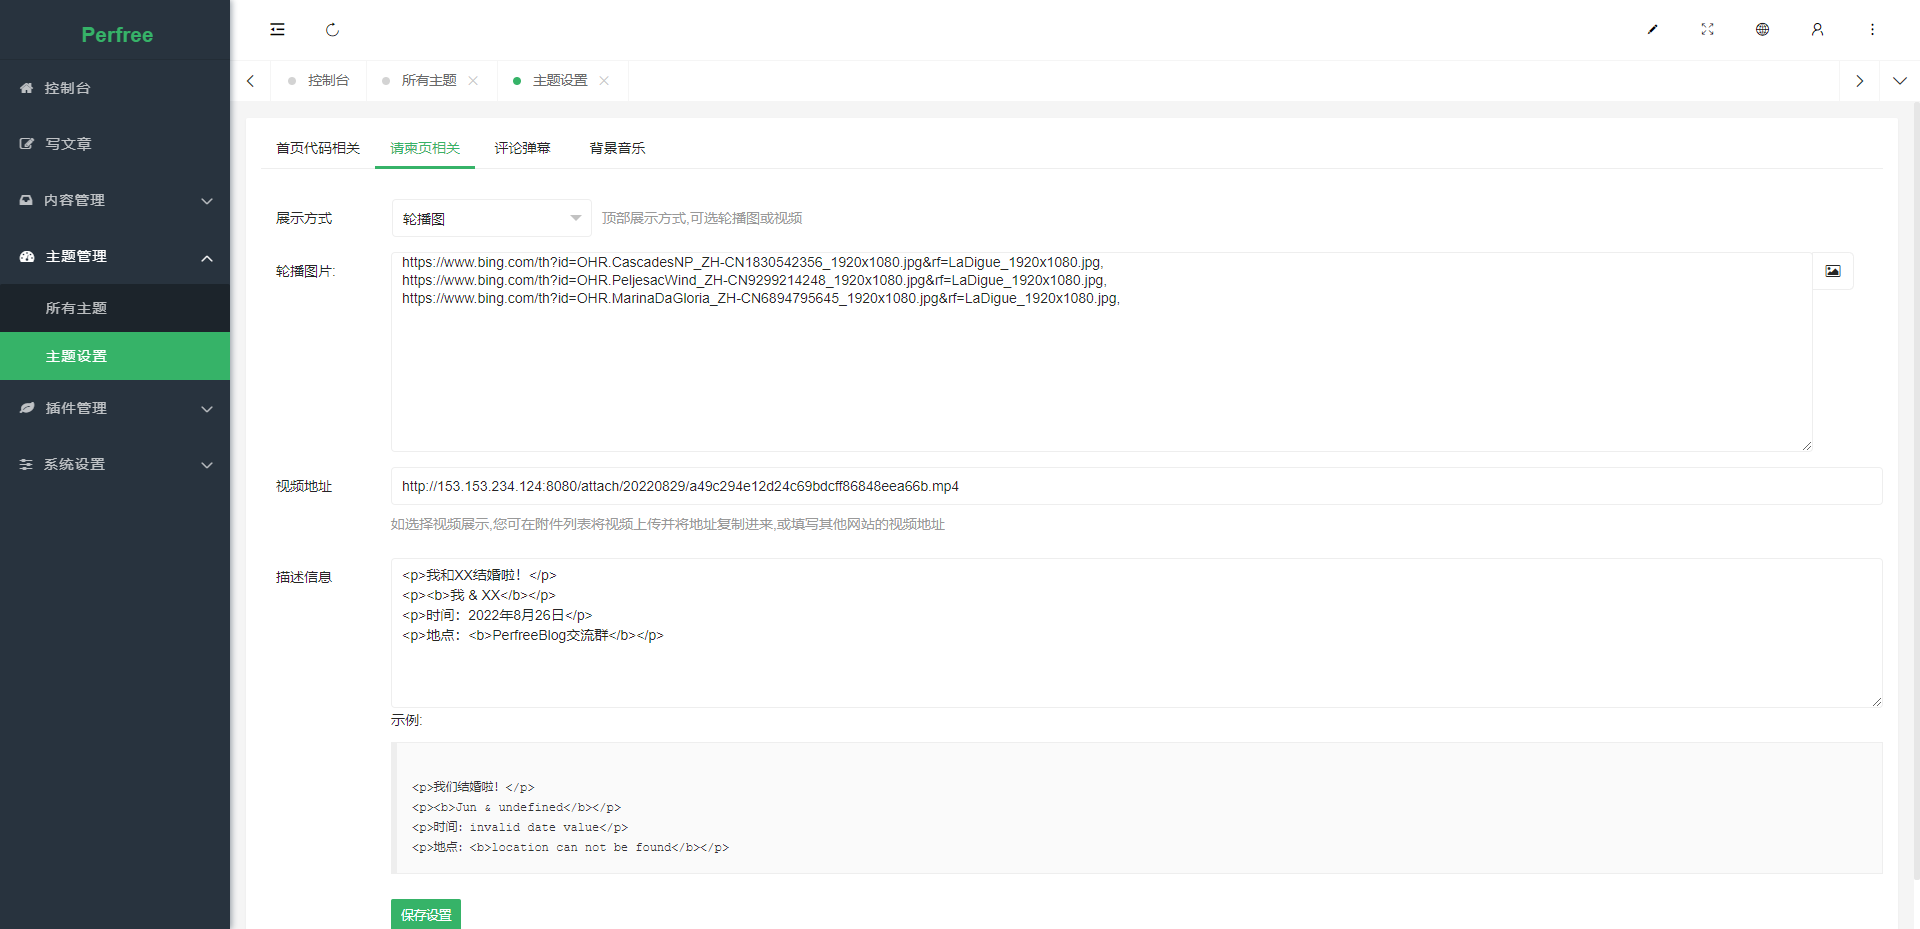 Perfree
控制台
写文章
内容管理
主题管理
所有主题
主题设置
插件管理
系统设置
控制台
所有主题
主题设置
首页代码相关
请柬页相关
评论弹幕
背景音乐
展示方式
轮播图
顶部展示方式,可选轮播图或视频
轮播图片:
https://www.bing.com/th?id=OHR.CascadesNP_ZH-CN1830542356_1920x1080.jpg&rf=LaDigue_1920x1080.jpg,
https://www.bing.com/th?id=OHR.PeljesacWind_ZH-CN9299214248_1920x1080.jpg&rf=LaDigue_1920x1080.jpg,
https://www.bing.com/th?id=OHR.MarinaDaGloria_ZH-CN6894795645_1920x1080.jpg&rf=LaDigue_1920x1080.jpg,
视频地址
http://153.153.234.124:8080/attach/20220829/a49c294e12d24c69bdcff86848eea66b.mp4
如选择视频展示,您可在附件列表将视频上传并将地址复制进来,或填写其他网站的视频地址
描述信息
<p>我和XX结婚啦！</p>
<p><b>我 & XX</b></p>
<p>时间：2022年8月26日</p>
<p>地点：<b>PerfreeBlog交流群</b></p>
示例:
<p>我们结婚啦！</p>
<p><b>Jun & undefined</b></p>
<p>时间：invalid date value</p>
<p>地点：<b>location can not be found</b></p>
保存设置